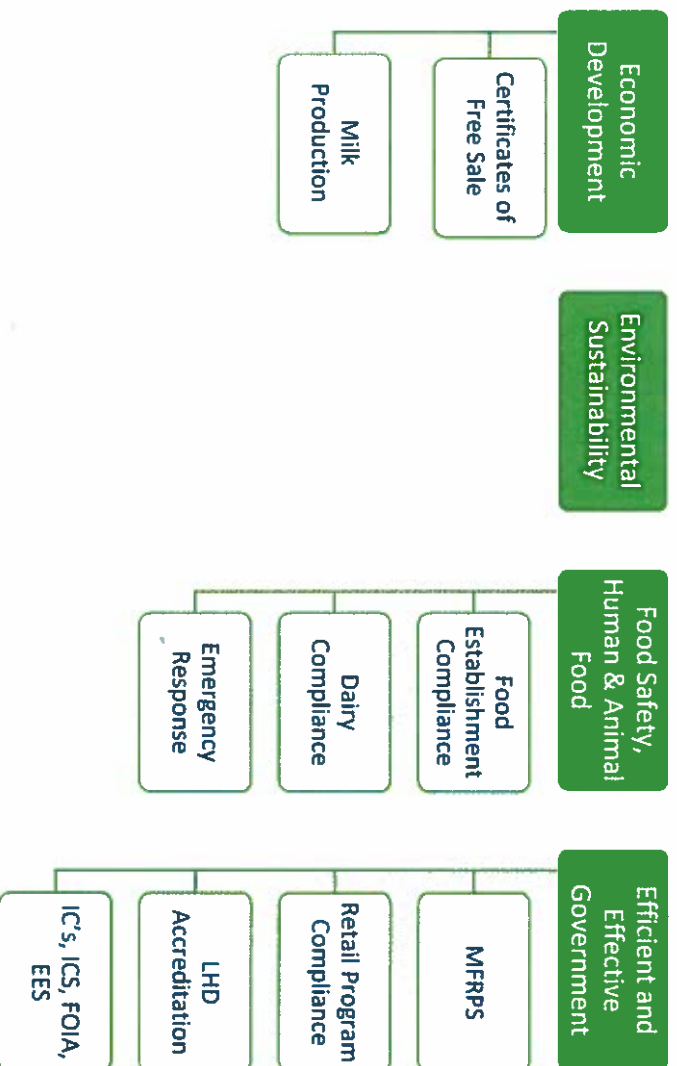 Economic
Development
Certificates of
Free Sale
Milk
Production
Environmental
Sustainability
Food Safety,
Human & Animal
Food
Food
Establishment
Compliance
Dairy
Compliance
Emergency
Response
Efficient and
Effective
Government
MFRPS
Retail Program
Compliance
LHD
Accreditation
IC's, ICS, FOIA,
EES